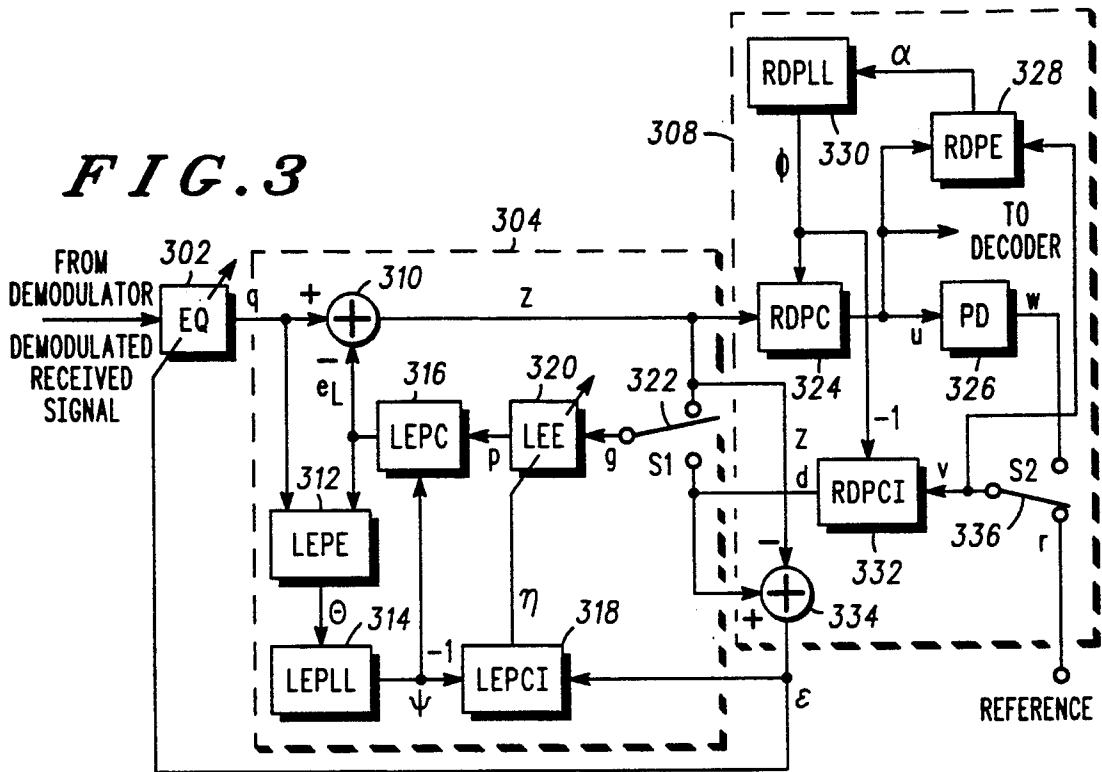 FIG.3
FROM
DEMODULATOR
DEMODULATED
RECEIVED
SIGNAL
302
EQ
q
304
+
310
−
e_L
z
316
LEPC
p
320
LEE
g
322
S1
312
LEPE
Θ
314
LEPLL
ψ
-1
η
318
LEPCI
ε
308
RDPLL
330
α
328
RDPE
ϕ
TO
DECODER
RDPC
324
u
PD
326
w
-1
z
d
RDPCI
332
v
S2
336
r
−
+
334
REFERENCE